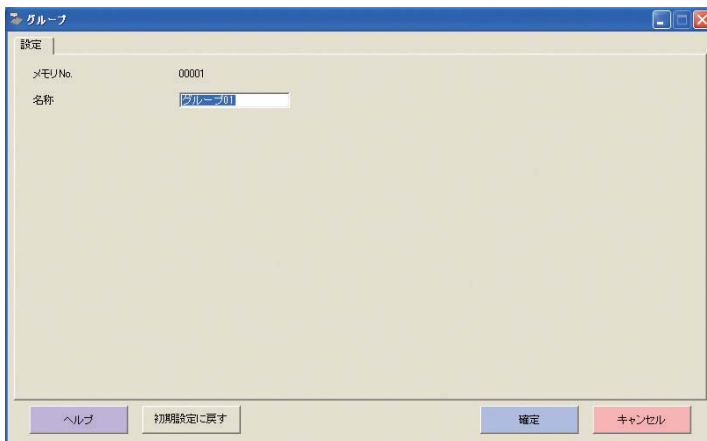 グループ
設定
メモリNo. 00001
名称 グループ01
ヘルプ 初期設定に戻す 確定 キャンセル